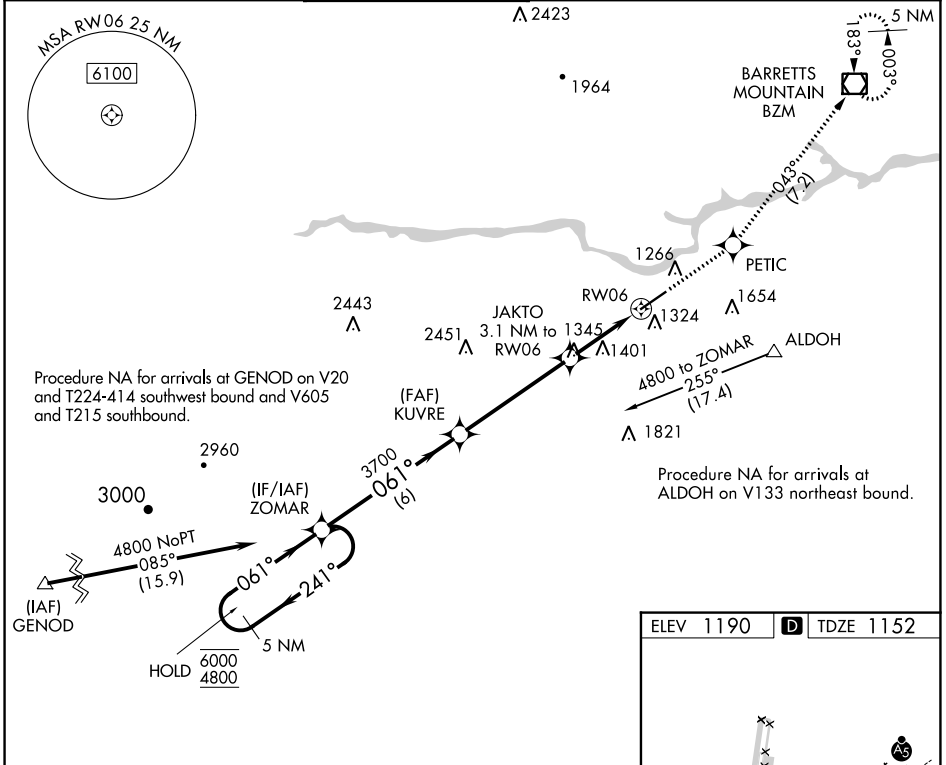 MSA RW06 25 NM
6100
2423
1964
5 NM
183°
003°
BARRETTS
MOUNTAIN
BZM
043°
(7.2)
PETIC
1266
RW06
1654
1324
2443
2451
JAKTO
3.1 NM to
RW06
1345
1401
ALDOH
4800 to ZOMAR
255°
(17.4)
1821
Procedure NA for arrivals at GENOD on V20
and T224-414 southwest bound and V605
and T215 southbound.
(FAF)
KUVRE
2960
3000
3700
061°
(6)
Procedure NA for arrivals at
ALDOH on V133 northeast bound.
(IF/IAF)
ZOMAR
4800 NoPT
085°
(15.9)
(IAF)
GENOD
061°
241°
5 NM
HOLD
6000
4800
ELEV 1190 D TDZE 1152
A5